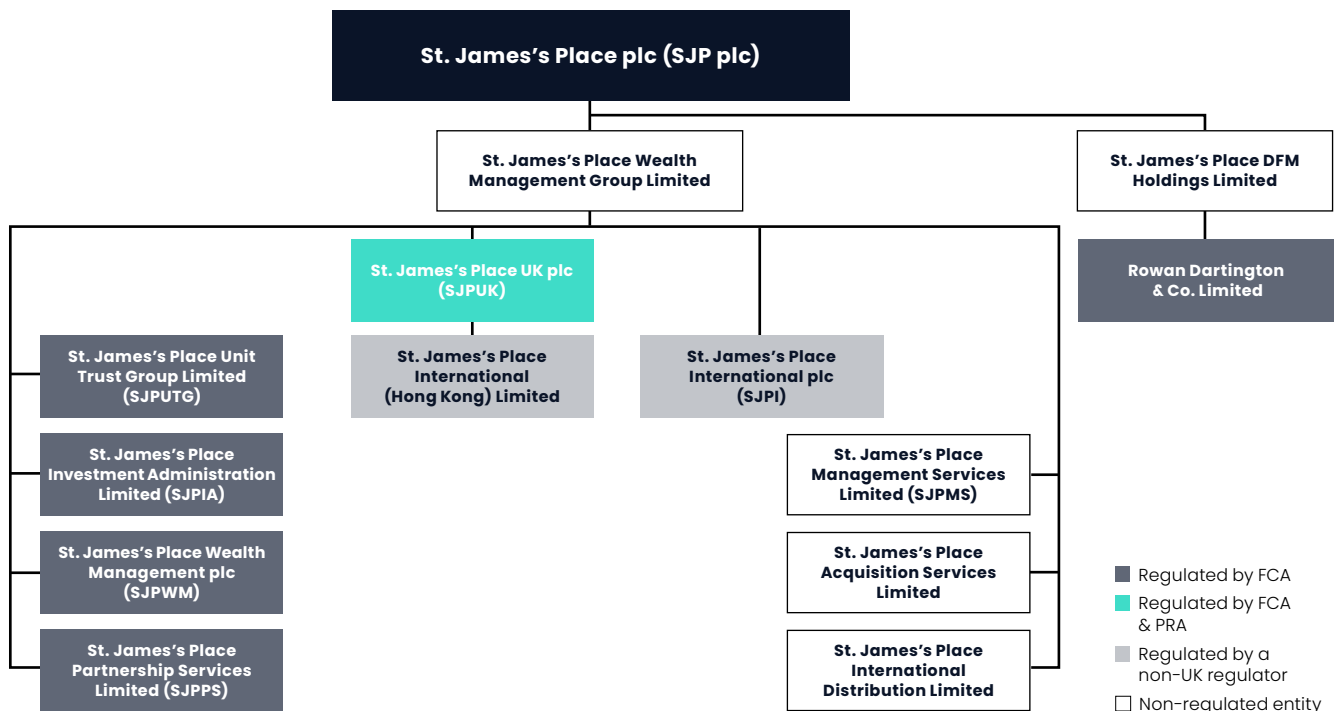 St. James’s Place plc (SJP plc)
St. James’s Place Wealth
Management Group Limited
St. James’s Place DFM
Holdings Limited
St. James’s Place UK plc
(SJPUK)
Rowan Dartington
& Co. Limited
St. James’s Place Unit
Trust Group Limited
(SJPUTG)
St. James’s Place
International
(Hong Kong) Limited
St. James’s Place
International plc
(SJPI)
St. James’s Place
Investment Administration
Limited (SJPIA)
St. James’s Place
Management Services
Limited (SJPMS)
St. James’s Place Wealth
Management plc
(SJPWM)
St. James’s Place
Acquisition Services
Limited
St. James’s Place
Partnership Services
Limited (SJPPS)
St. James’s Place
International
Distribution Limited
Regulated by FCA
Regulated by FCA
& PRA
Regulated by a
non-UK regulator
Non-regulated entity